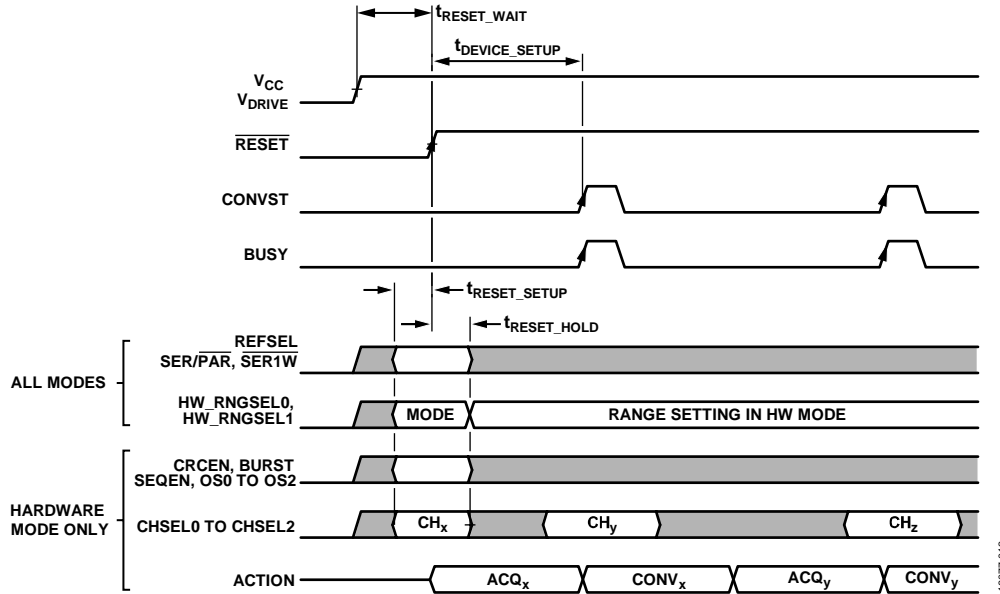 tRESET_WAIT
tDEVICE_SETUP
VCC
VDRIVE
RESET
CONVST
BUSY
tRESET_SETUP
tRESET_HOLD
REFSEL
SER/PAR, SER1W
ALL MODES
HW_RNGSEL0,
HW_RNGSEL1
MODE
RANGE SETTING IN HW MODE
CRCEN, BURST
SEQEN, OS0 TO OS2
HARDWARE
MODE ONLY
CHSEL0 TO CHSEL2
CHx
CHy
CHz
ACTION
ACQx
CONVx
ACQy
CONVy